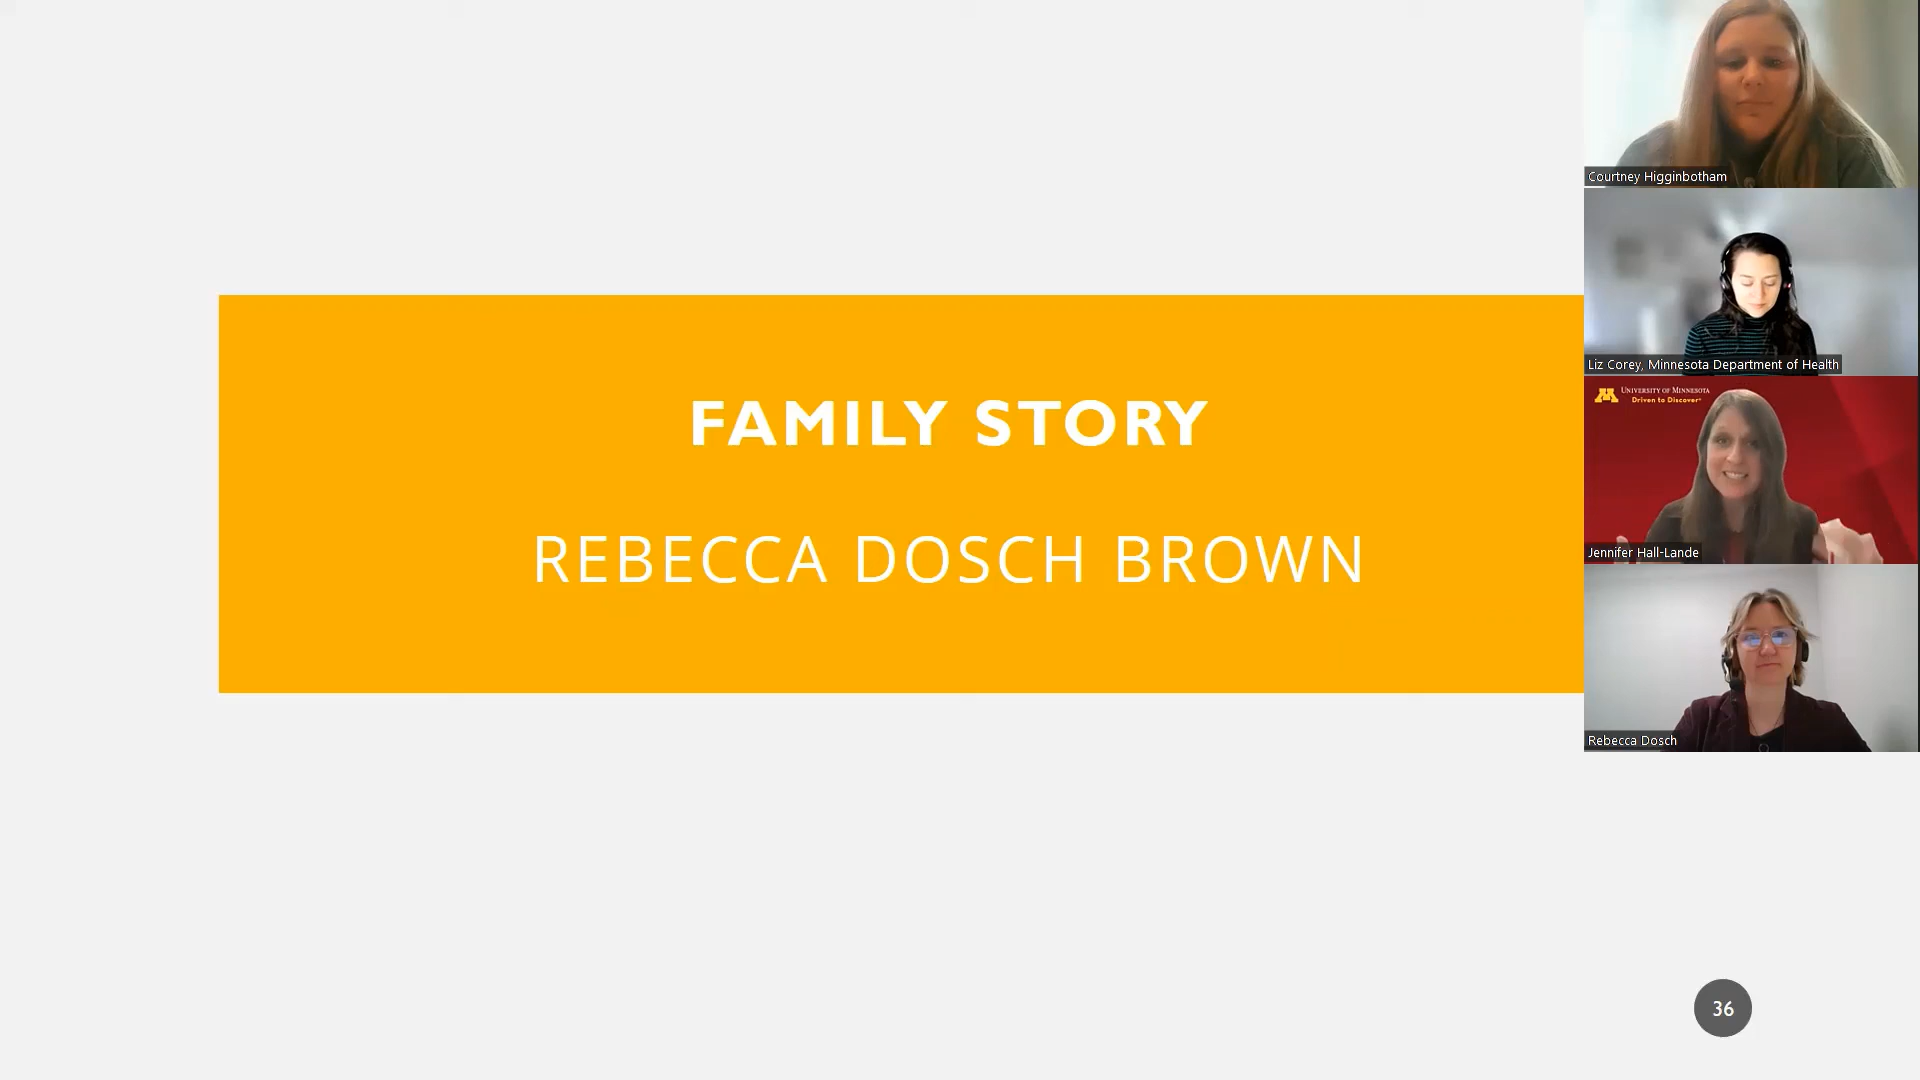 FAMILY STORY
REBECCA DOSCH BROWN
36
Courtney Higginbotham
Liz Corey, Minnesota Department of Health
UNIVERSITY OF MINNESOTA
Driven to Discover
Jennifer Hall-Lande
Rebecca Dosch